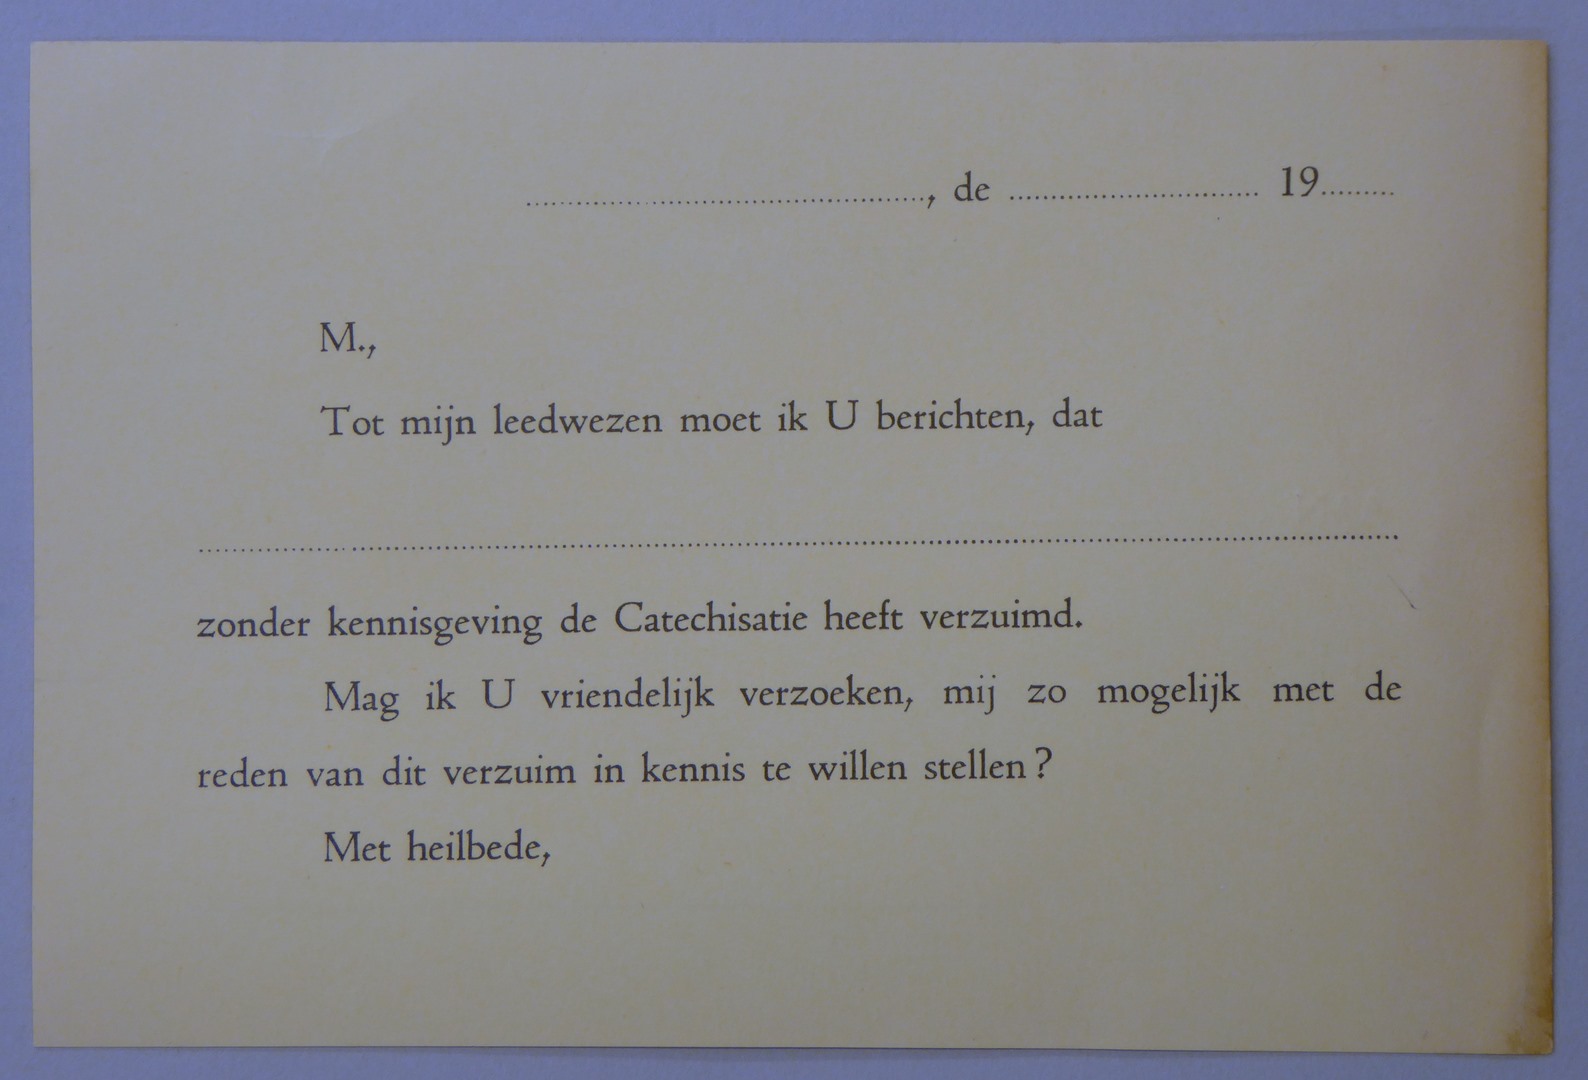 ........................................, de ............................ 19.........
M.,
Tot mijn leedwezen moet ik U berichten, dat
................................................................................................
zonder kennisgeving de Catechisatie heeft verzuimd.
Mag ik U vriendelijk verzoeken, mij zo mogelijk met de
reden van dit verzuim in kennis te willen stellen?
Met heilbede,